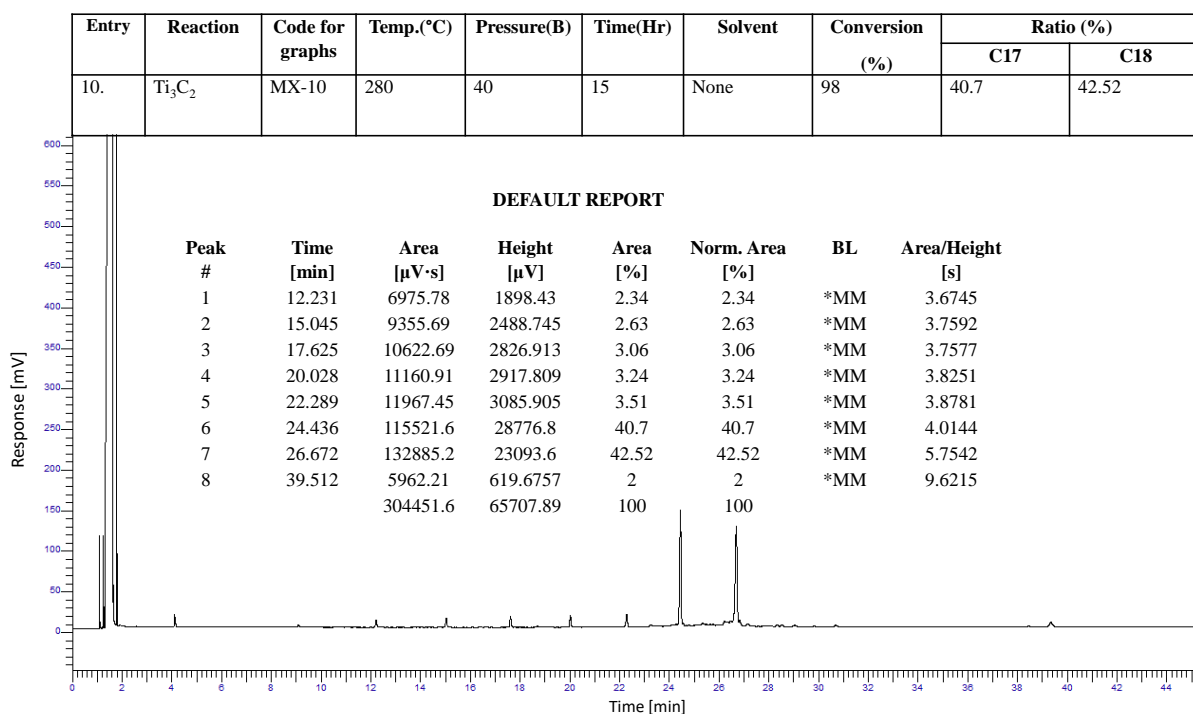 Entry Reaction Code for graphs Temp.(°C) Pressure(B) Time(Hr) Solvent Conversion (%) Ratio (%)
C17 C18
10. Ti₃C₂ MX-10 280 40 15 None 98 40.7 42.52
DEFAULT REPORT
Peak Time Area Height Area Norm. Area BL Area/Height
# [min] [µV·s] [µV] [%] [%] [s]
1 12.231 6975.78 1898.43 2.34 2.34 *MM 3.6745
2 15.045 9355.69 2488.745 2.63 2.63 *MM 3.7592
3 17.625 10622.69 2826.913 3.06 3.06 *MM 3.7577
4 20.028 11160.91 2917.809 3.24 3.24 *MM 3.8251
5 22.289 11967.45 3085.905 3.51 3.51 *MM 3.8781
6 24.436 115521.6 28776.8 40.7 40.7 *MM 4.0144
7 26.672 132885.2 23093.6 42.52 42.52 *MM 5.7542
8 39.512 5962.21 619.6757 2 2 *MM 9.6215
304451.6 65707.89 100 100
Response [mV]
600
550
500
450
400
350
300
250
200
150
100
50
0
0 2 4 6 8 10 12 14 16 18 20 22 24 26 28 30 32 34 36 38 40 42 44
Time [min]